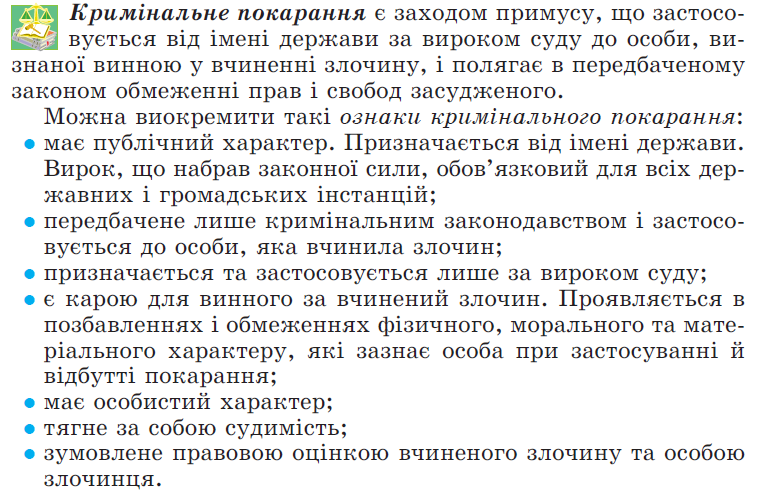 Кримінальне покарання є заходом примусу, що застосо-
вується від імені держави за вироком суду до особи, ви-
знаної винною у вчиненні злочину, і полягає в передбаченому
законом обмеженні прав і свобод засудженого.
Можна виокремити такі ознаки кримінального покарання:
● має публічний характер. Призначається від імені держави.
Вирок, що набрав законної сили, обов’язковий для всіх дер-
жавних і громадських інстанцій;
● передбачене лише кримінальним законодавством і застосо-
вується до особи, яка вчинила злочин;
● призначається та застосовується лише за вироком суду;
● є карою для винного за вчинений злочин. Проявляється в
позбавленнях і обмеженнях фізичного, морального та мате-
ріального характеру, які зазнає особа при застосуванні й
відбутті покарання;
● має особистий характер;
● тягне за собою судимість;
● зумовлене правовою оцінкою вчиненого злочину та особою
злочинця.